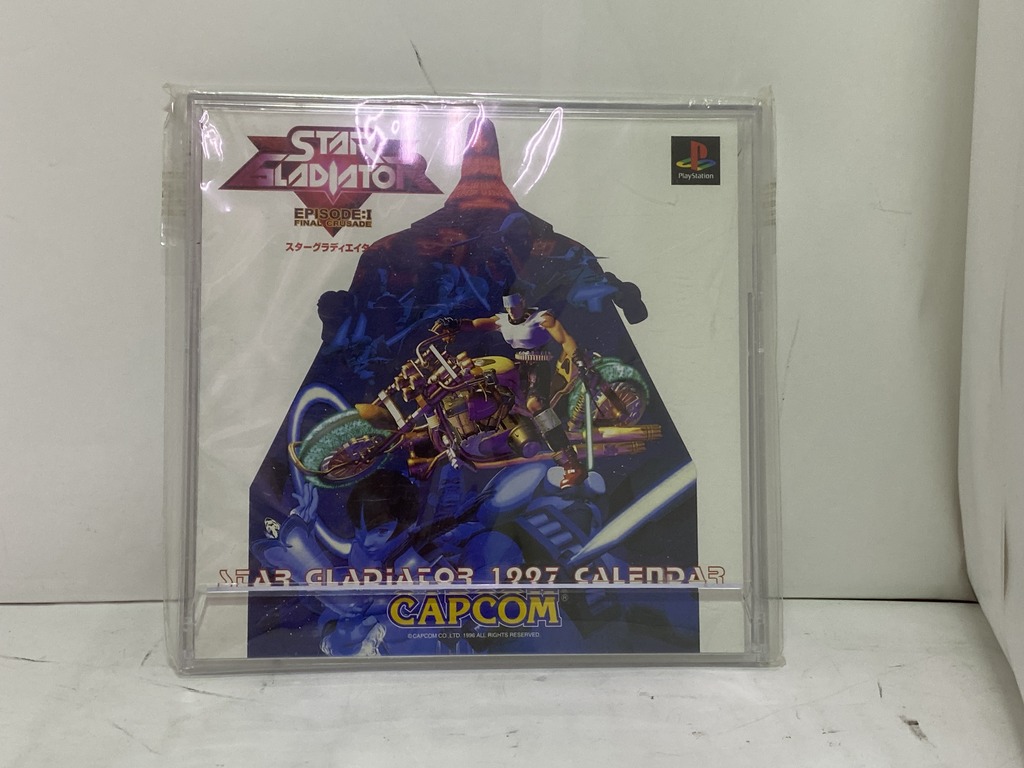 STAR
GLADIATOR
EPISODE:I
FINAL CRUSADE
スターグラディエイタ
PlayStation
STAR GLADIATOR 1997 CALENDAR
CAPCOM®
©CAPCOM CO.,LTD. 1996 ALL RIGHTS RESERVED.